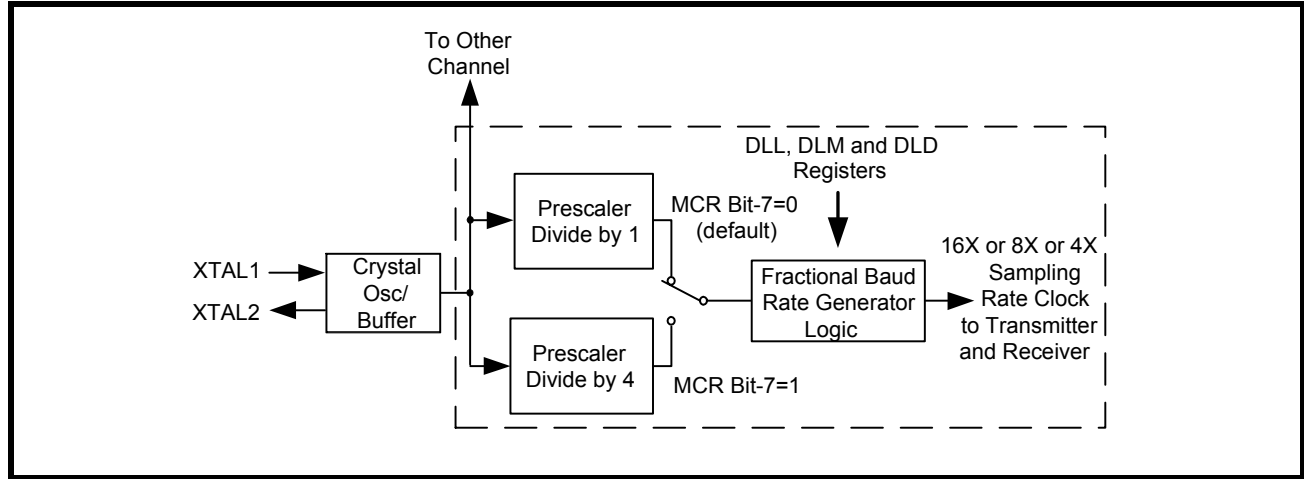 To Other
Channel
DLL, DLM and DLD
Registers
Prescaler
Divide by 1
MCR Bit-7=0
(default)
16X or 8X or 4X
Sampling
Rate Clock
to Transmitter
and Receiver
XTAL1
XTAL2
Crystal
Osc/
Buffer
Fractional Baud
Rate Generator
Logic
Prescaler
Divide by 4
MCR Bit-7=1